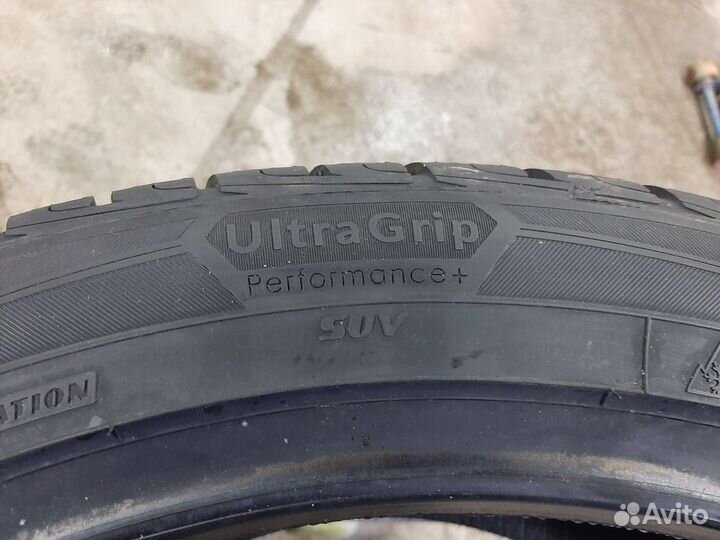 UltraGrip
Performance+
SUV
ATION
Avito